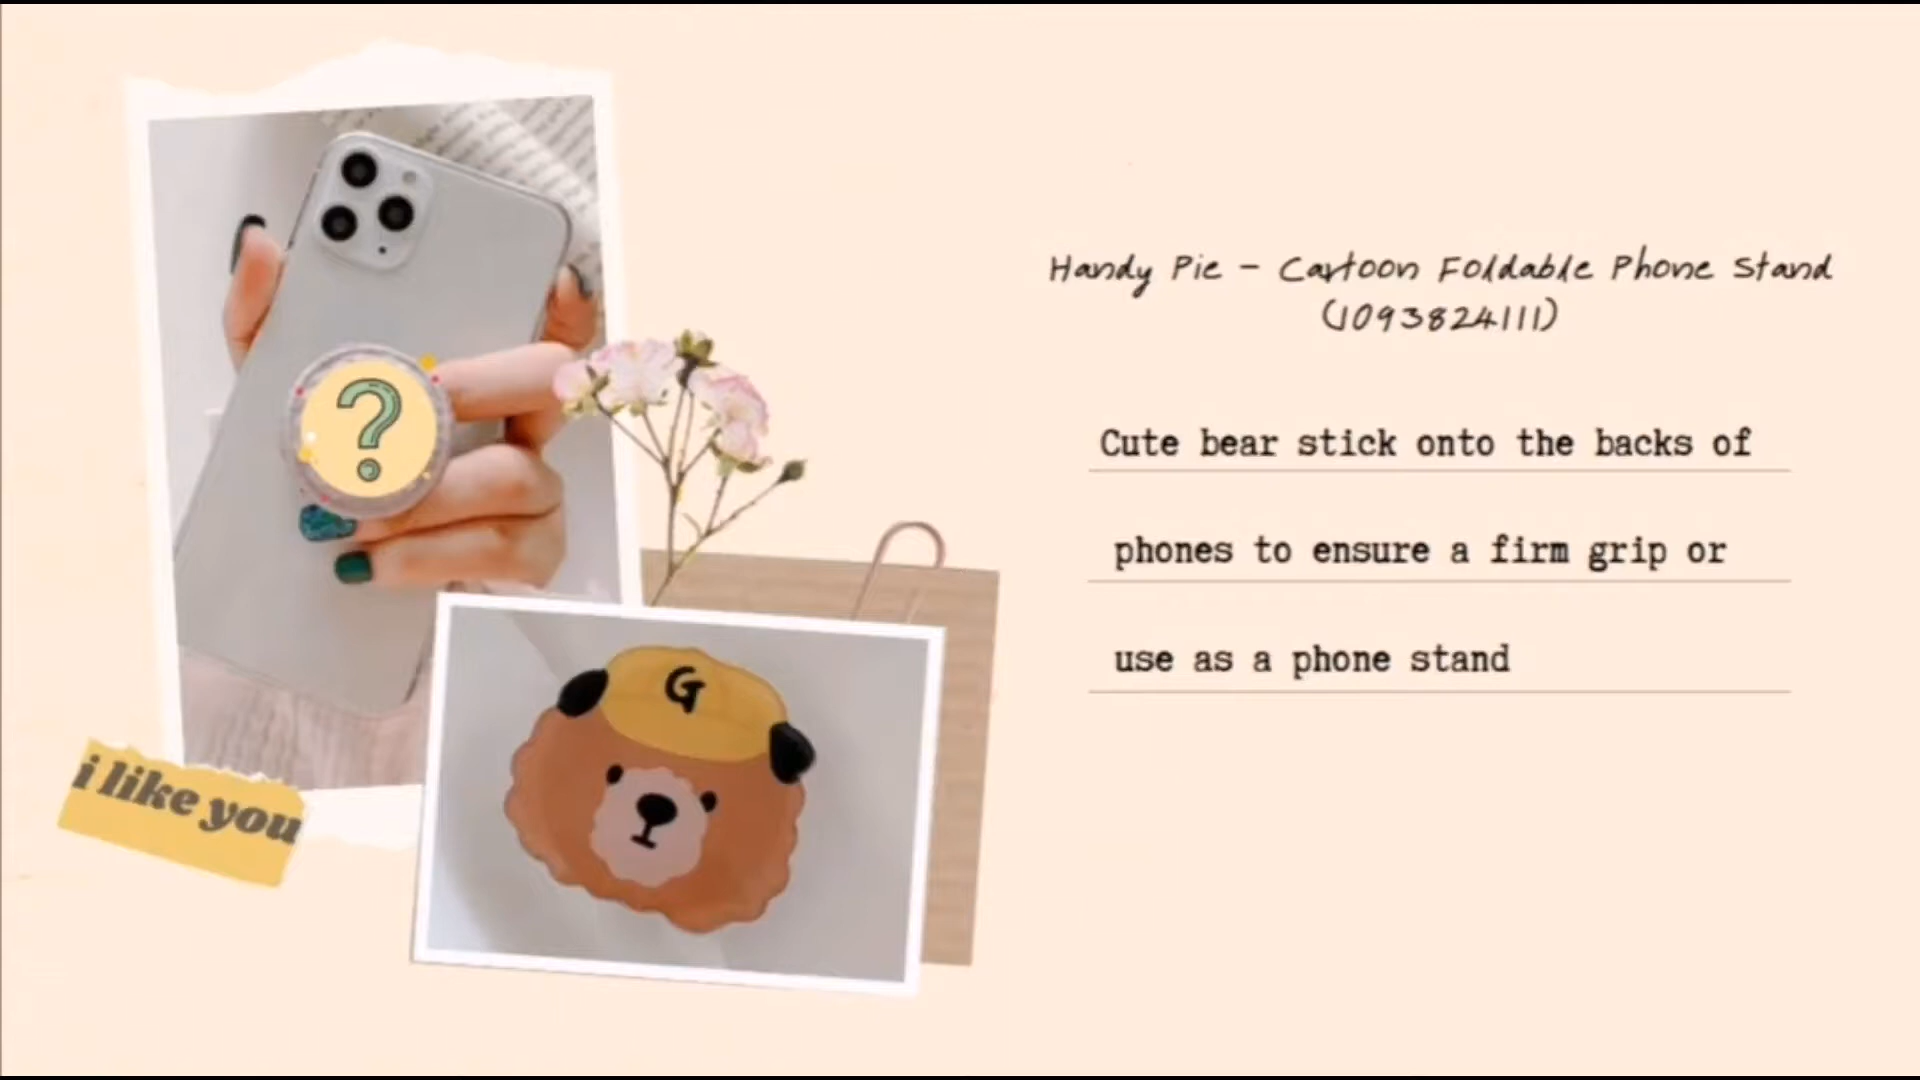 Handy Pie - Cartoon Foldable Phone Stand
(1093824111)
Cute bear stick onto the backs of
phones to ensure a firm grip or
use as a phone stand
?
G
i like you